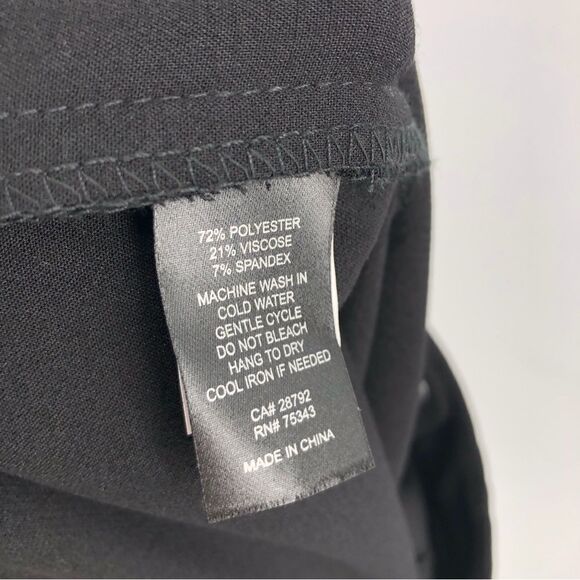 72% POLYESTER
21% VISCOSE
7% SPANDEX
MACHINE WASH IN
COLD WATER
GENTLE CYCLE
DO NOT BLEACH
HANG TO DRY
COOL IRON IF NEEDED
CA# 28792
RN# 75343
MADE IN CHINA